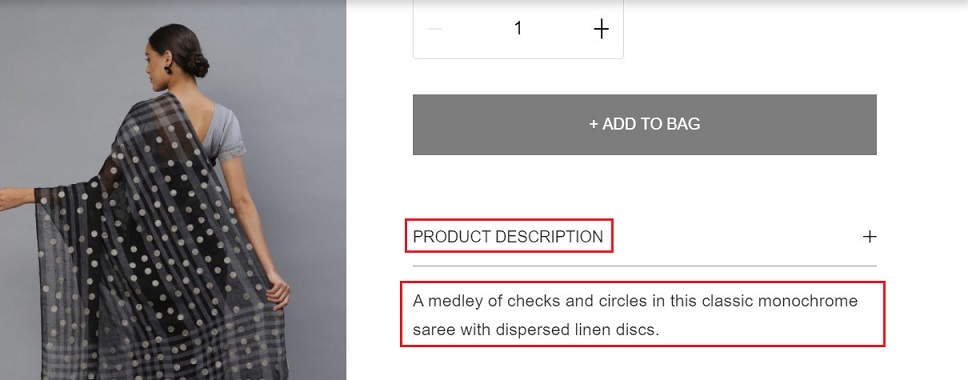 1
+ ADD TO BAG
PRODUCT DESCRIPTION
A medley of checks and circles in this classic monochrome
saree with dispersed linen discs.